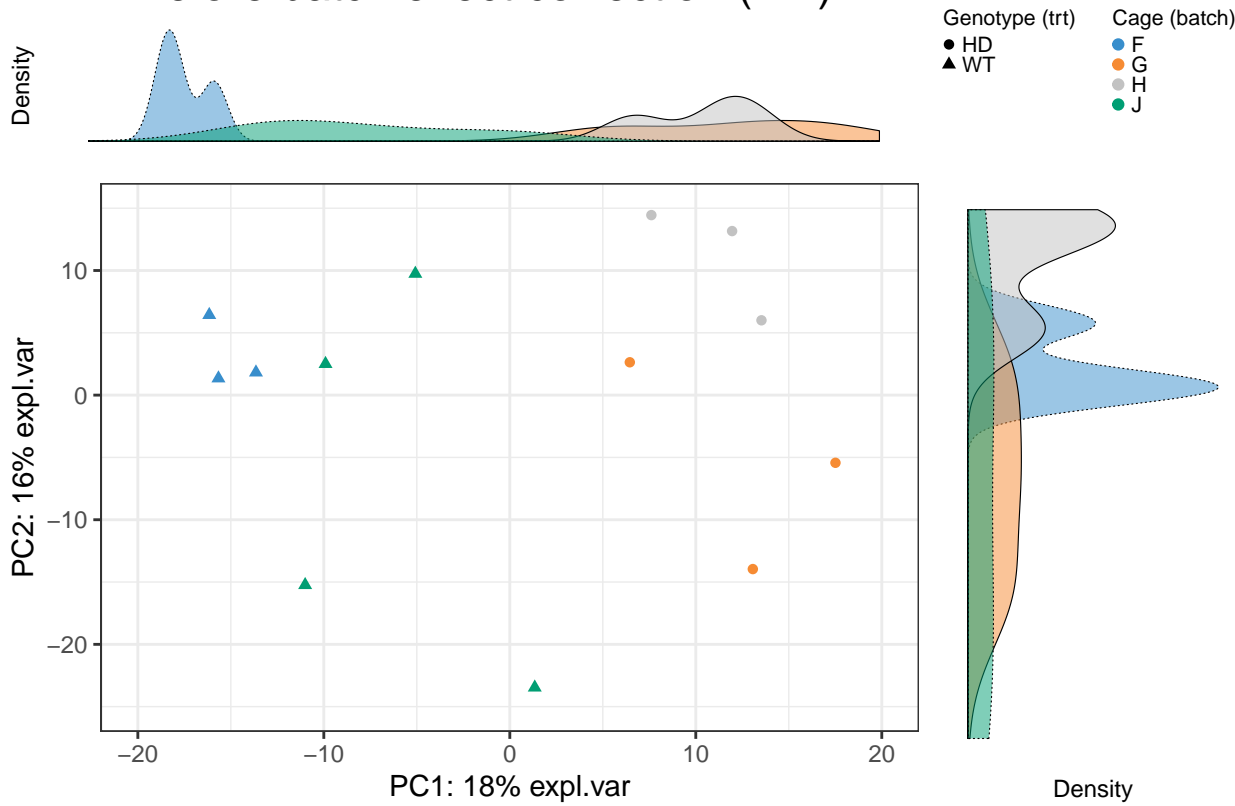 Genotype (trt)
HD
WT
Cage (batch)
F
G
H
J
Density
PC2: 16% expl.var
10
0
−10
−20
−20
−10
0
10
20
PC1: 18% expl.var
Density